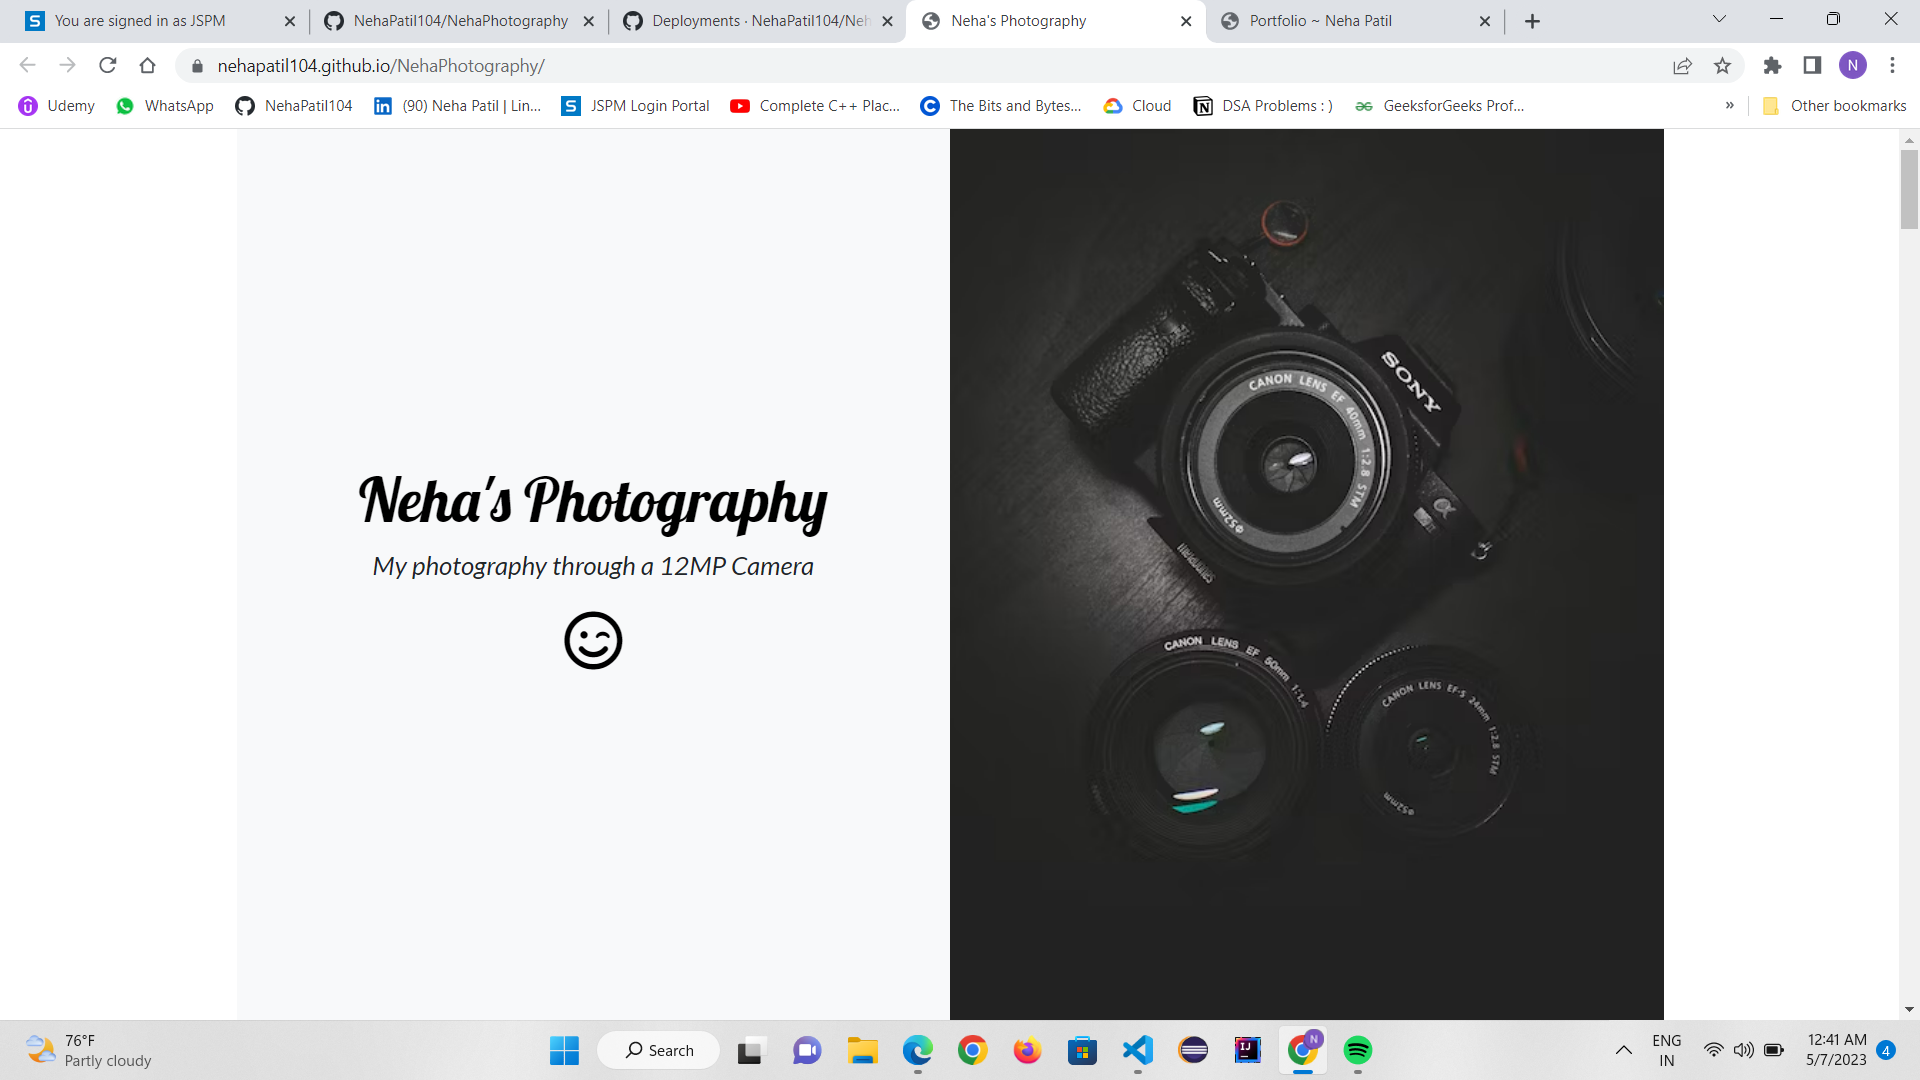 You are signed in as JSPM
NehaPatil104/NehaPhotography
Deployments · NehaPatil104/Neh
Neha's Photography
Portfolio ~ Neha Patil
nehapatil104.github.io/NehaPhotography/
N
Udemy
WhatsApp
NehaPatil104
(90) Neha Patil | Lin...
JSPM Login Portal
Complete C++ Plac...
The Bits and Bytes...
Cloud
DSA Problems : )
GeeksforGeeks Prof...
»
Other bookmarks
Neha's Photography
My photography through a 12MP Camera
SONY
CANON LENS EF 40mm 1:2.8 STM
Φ52mm
α
CANON LENS EF 50mm 1:1.4
CANON LENS EF-S 24mm 1:2.8 STM
Φ52mm
76°F
Partly cloudy
Search
ENG
IN
12:41 AM
5/7/2023
4